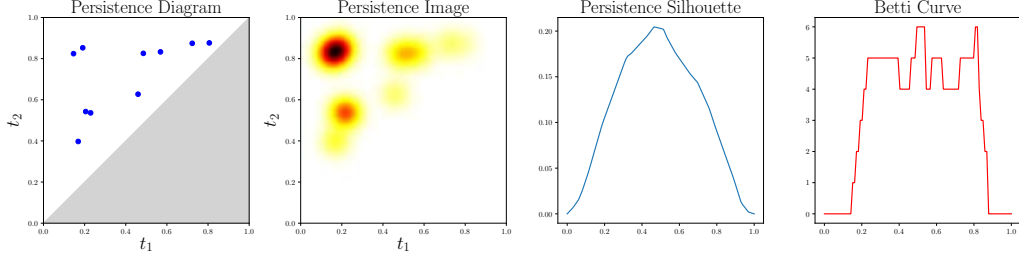 Persistence Diagram
1.0
0.8
0.6
0.4
0.2
0.0
t2
0.0 0.2 0.4 0.6 0.8 1.0
t1
Persistence Image
1.0
0.8
0.6
0.4
0.2
0.0
t2
0.0 0.2 0.4 0.6 0.8 1.0
t1
Persistence Silhouette
0.20
0.15
0.10
0.05
0.00
0.0 0.2 0.4 0.6 0.8 1.0
Betti Curve
6
5
4
3
2
1
0
0.0 0.2 0.4 0.6 0.8 1.0